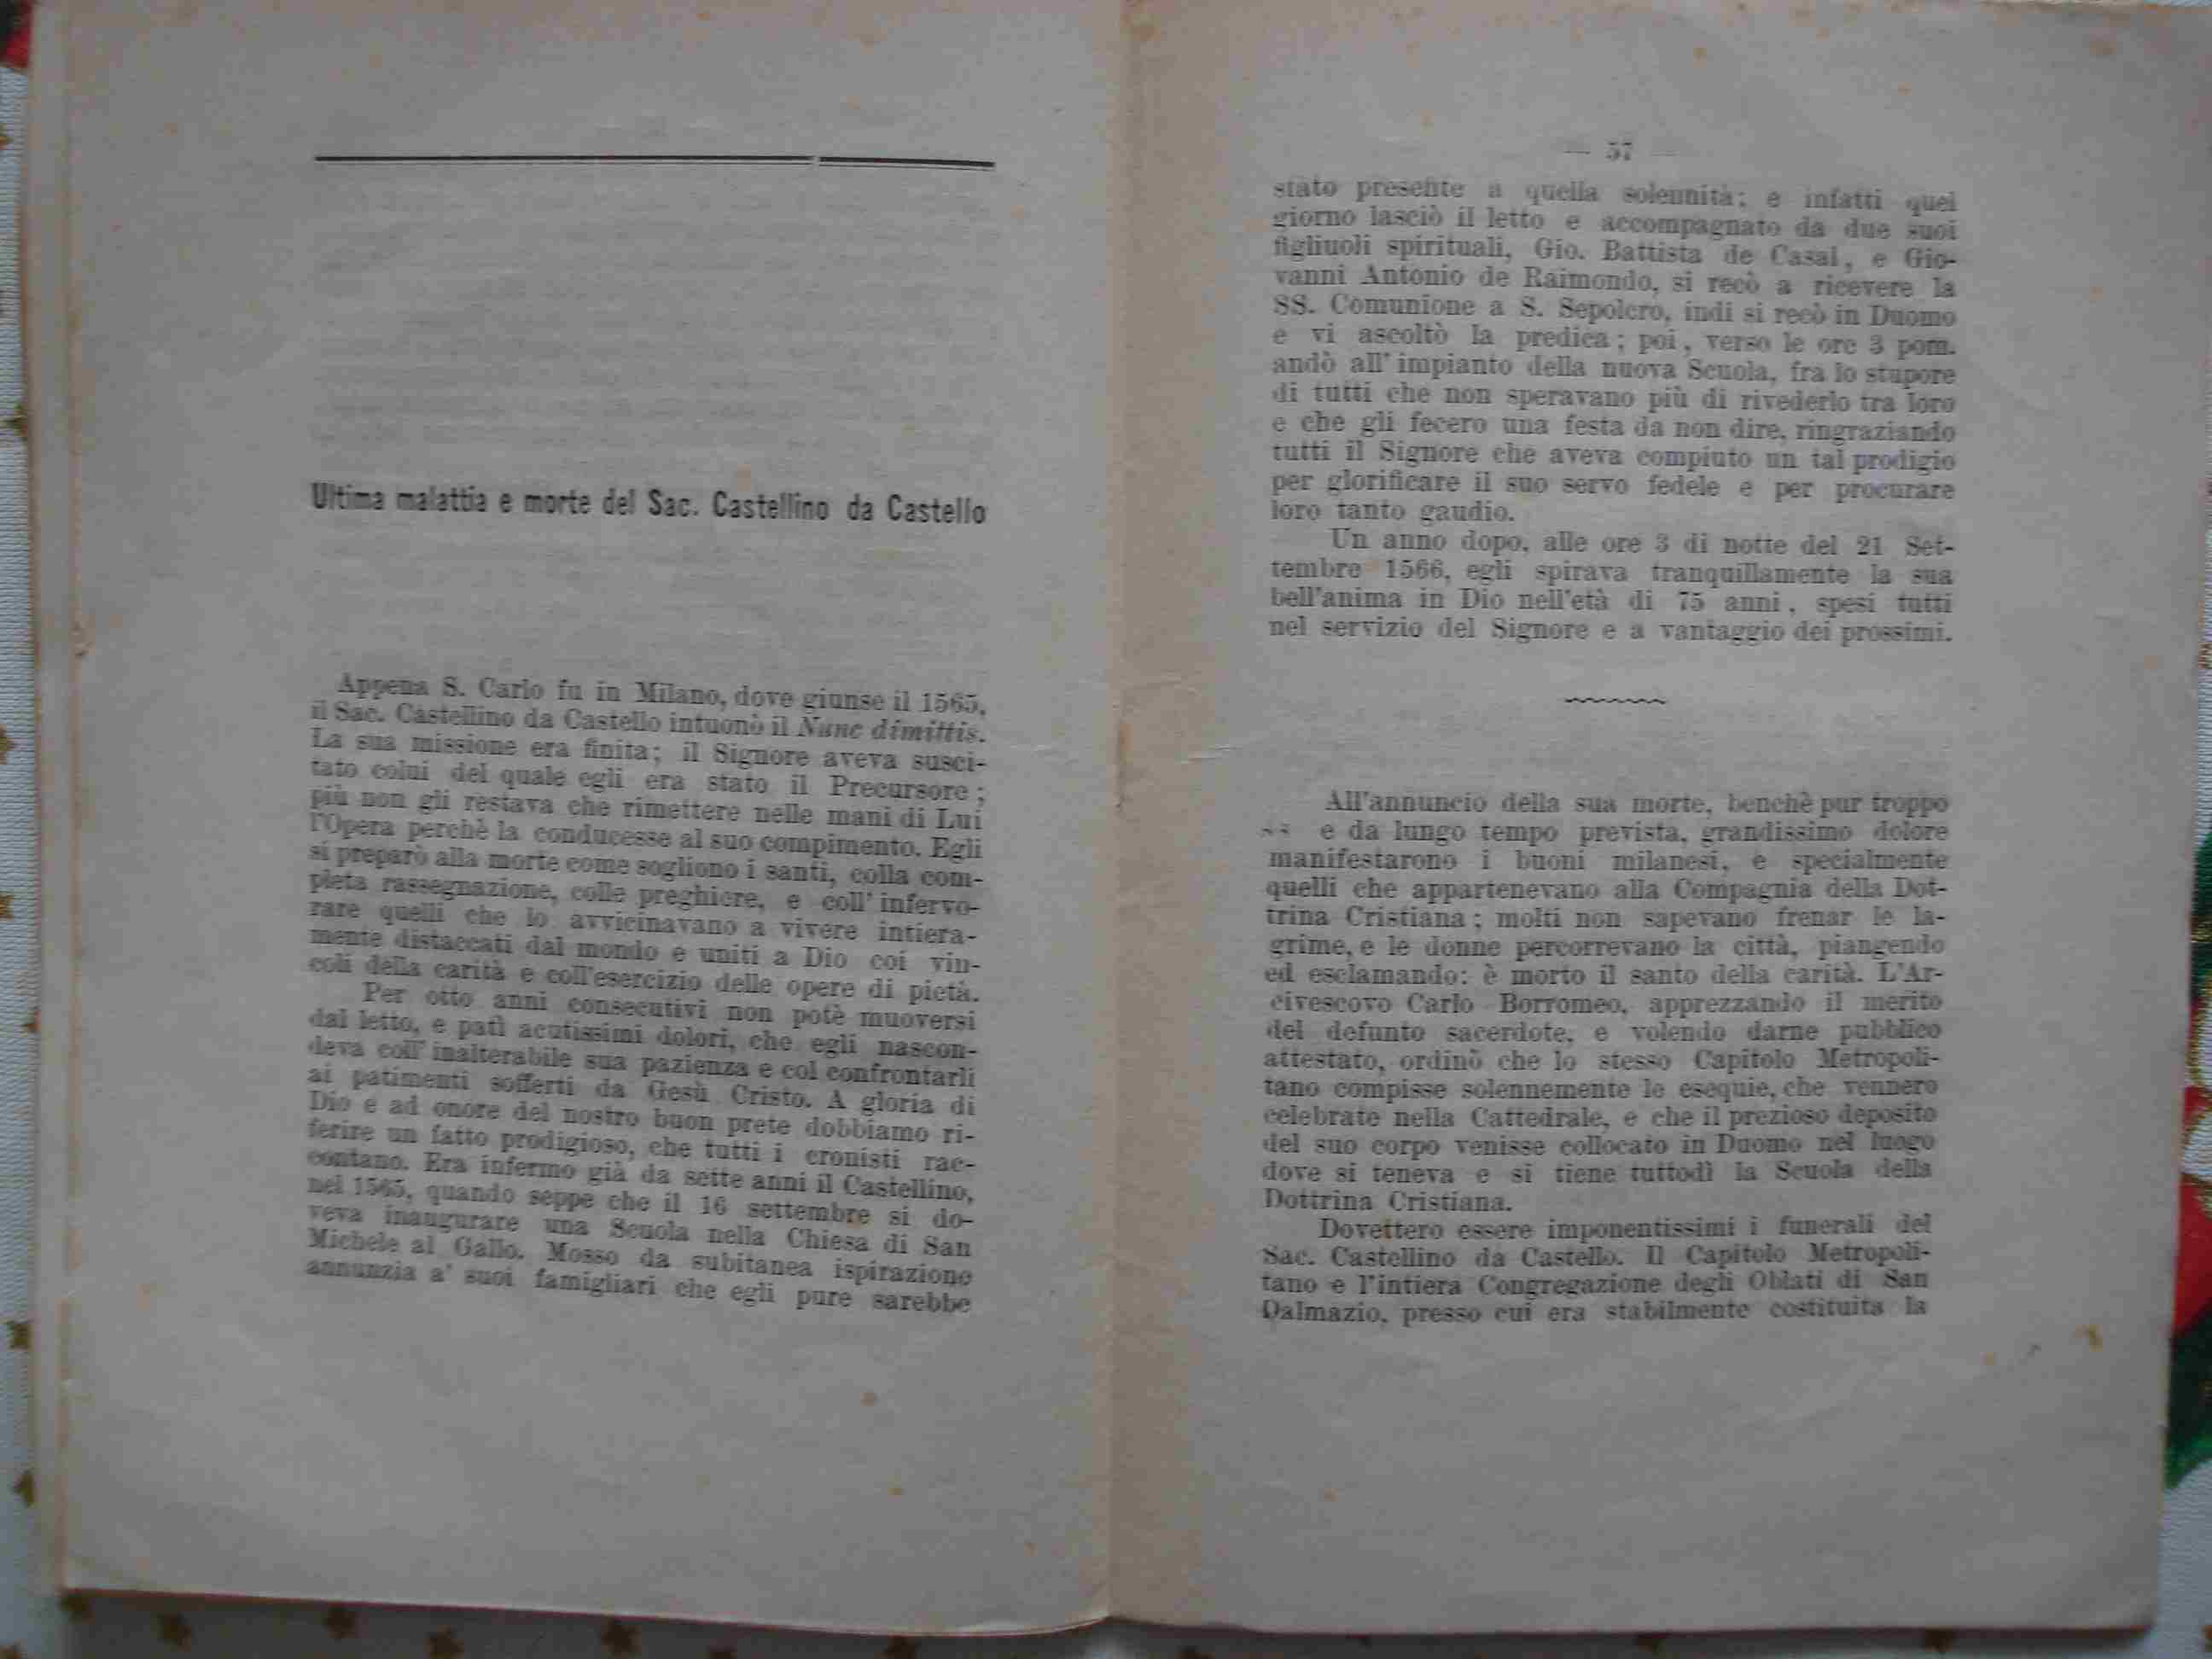 Ultima malattia e morte del Sac. Castellino da Castello
Appena S. Carlo fu in Milano, dove giunse il 1565,
il Sac. Castellino da Castello intuonò il Nunc dimittis.
La sua missione era finita; il Signore aveva susci-
tato colui del quale egli era stato il Precursore;
più non gli restava che rimettere nelle mani di Lui
l'Opera perchè la conducesse al suo compimento. Egli
si preparò alla morte come sogliono i santi, colla com-
pleta rassegnazione, colle preghiere, e coll' infervo-
rare quelli che lo avvicinavano a vivere intiera-
mente distaccati dal mondo e uniti a Dio coi vin-
coli della carità e coll'esercizio delle opere di pietà.
Per otto anni consecutivi non potè muoversi
dal letto, e patì acutissimi dolori, che egli nascon-
deva coll' inalterabile sua pazienza e col confrontarli
ai patimenti sofferti da Gesù Cristo. A gloria di
Dio e ad onore del nostro buon prete dobbiamo ri-
ferire un fatto prodigioso, che tutti i cronisti rac-
contano. Era infermo già da sette anni il Castellino,
nel 1565, quando seppe che il 16 settembre si do-
veva inaugurare una Scuola nella Chiesa di San
Michele al Gallo. Mosso da subitanea ispirazione
annunzia a' suoi famigliari che egli pure sarebbe
— 57 —
stato presente a quella solennità; e infatti quel
giorno lasciò il letto e accompagnato da due suoi
figliuoli spirituali, Gio. Battista de Casal, e Gio-
vanni Antonio de Raimondo, si recò a ricevere la
SS. Comunione a S. Sepolcro, indi si recò in Duomo
e vi ascoltò la predica; poi, verso le ore 3 pom.
andò all' impianto della nuova Scuola, fra lo stupore
di tutti che non speravano più di rivederlo tra loro
e che gli fecero una festa da non dire, ringraziando
tutti il Signore che aveva compiuto un tal prodigio
per glorificare il suo servo fedele e per procurare
loro tanto gaudio.
Un anno dopo, alle ore 3 di notte del 21 Set-
tembre 1566, egli spirava tranquillamente la sua
bell'anima in Dio nell'età di 75 anni, spesi tutti
nel servizio del Signore e a vantaggio dei prossimi.
All'annuncio della sua morte, benchè pur troppo
e da lungo tempo prevista, grandissimo dolore
manifestarono i buoni milanesi, e specialmente
quelli che appartenevano alla Compagnia della Dot-
trina Cristiana; molti non sapevano frenar le la-
grime, e le donne percorrevano la città, piangendo
ed esclamando: è morto il santo della carità. L'Ar-
civescovo Carlo Borromeo, apprezzando il merito
del defunto sacerdote, e volendo darne pubblico
attestato, ordinò che lo stesso Capitolo Metropoli-
tano compisse solennemente le esequie, che vennero
celebrate nella Cattedrale, e che il prezioso deposito
del suo corpo venisse collocato in Duomo nel luogo
dove si teneva e si tiene tuttodì la Scuola della
Dottrina Cristiana.
Dovettero essere imponentissimi i funerali del
Sac. Castellino da Castello. Il Capitolo Metropoli-
tano e l'intiera Congregazione degli Oblati di San
Dalmazio, presso cui era stabilmente costituita la